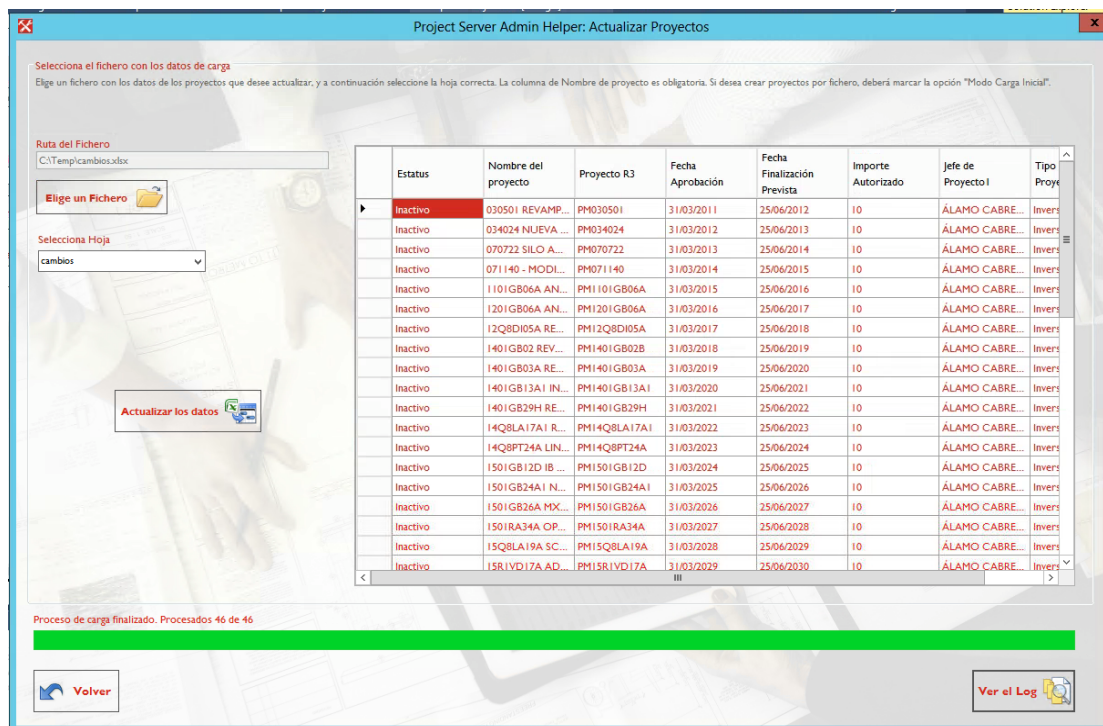 Project Server Admin Helper: Actualizar Proyectos
x
Selecciona el fichero con los datos de carga
Elige un fichero con los datos de los proyectos que desee actualizar, y a continuación seleccione la hoja correcta. La columna de Nombre de proyecto es obligatoria. Si desea crear proyectos por fichero, deberá marcar la opción "Modo Carga Inicial".
Ruta del Fichero
C:\Temp\cambios.xlsx
Elige un Fichero
Selecciona Hoja
cambios
Actualizar los datos
Estatus Nombre del proyecto Proyecto R3 Fecha Aprobación Fecha Finalización Prevista Importe Autorizado Jefe de Proyecto1 Tipo Proye
Inactivo 030501 REVAMP... PM030501 31/03/2011 25/06/2012 10 ÁLAMO CABRE... Invers
Inactivo 034024 NUEVA ... PM034024 31/03/2012 25/06/2013 10 ÁLAMO CABRE... Invers
Inactivo 070722 SILO A... PM070722 31/03/2013 25/06/2014 10 ÁLAMO CABRE... Invers
Inactivo 071140 - MODI... PM071140 31/03/2014 25/06/2015 10 ÁLAMO CABRE... Invers
Inactivo 1101GB06A AN... PM1101GB06A 31/03/2015 25/06/2016 10 ÁLAMO CABRE... Invers
Inactivo 1201GB06A AN... PM1201GB06A 31/03/2016 25/06/2017 10 ÁLAMO CABRE... Invers
Inactivo 12Q8DI05A RE... PM12Q8DI05A 31/03/2017 25/06/2018 10 ÁLAMO CABRE... Invers
Inactivo 1401GB02 REV... PM1401GB02B 31/03/2018 25/06/2019 10 ÁLAMO CABRE... Invers
Inactivo 1401GB03A RE... PM1401GB03A 31/03/2019 25/06/2020 10 ÁLAMO CABRE... Invers
Inactivo 1401GB13A1 IN... PM1401GB13A1 31/03/2020 25/06/2021 10 ÁLAMO CABRE... Invers
Inactivo 1401GB29H RE... PM1401GB29H 31/03/2021 25/06/2022 10 ÁLAMO CABRE... Invers
Inactivo 14Q8LA17A1 R... PM14Q8LA17A1 31/03/2022 25/06/2023 10 ÁLAMO CABRE... Invers
Inactivo 14Q8PT24A LIN... PM14Q8PT24A 31/03/2023 25/06/2024 10 ÁLAMO CABRE... Invers
Inactivo 1501GB12D IB ... PM1501GB12D 31/03/2024 25/06/2025 10 ÁLAMO CABRE... Invers
Inactivo 1501GB24A1 N... PM1501GB24A1 31/03/2025 25/06/2026 10 ÁLAMO CABRE... Invers
Inactivo 1501GB26A MX... PM1501GB26A 31/03/2026 25/06/2027 10 ÁLAMO CABRE... Invers
Inactivo 1501RA34A OP... PM1501RA34A 31/03/2027 25/06/2028 10 ÁLAMO CABRE... Invers
Inactivo 15Q8LA19A SC... PM15Q8LA19A 31/03/2028 25/06/2029 10 ÁLAMO CABRE... Invers
Inactivo 15R1VD17A AD... PM15R1VD17A 31/03/2029 25/06/2030 10 ÁLAMO CABRE... Invers
Proceso de carga finalizado. Procesados 46 de 46
Volver
Ver el Log